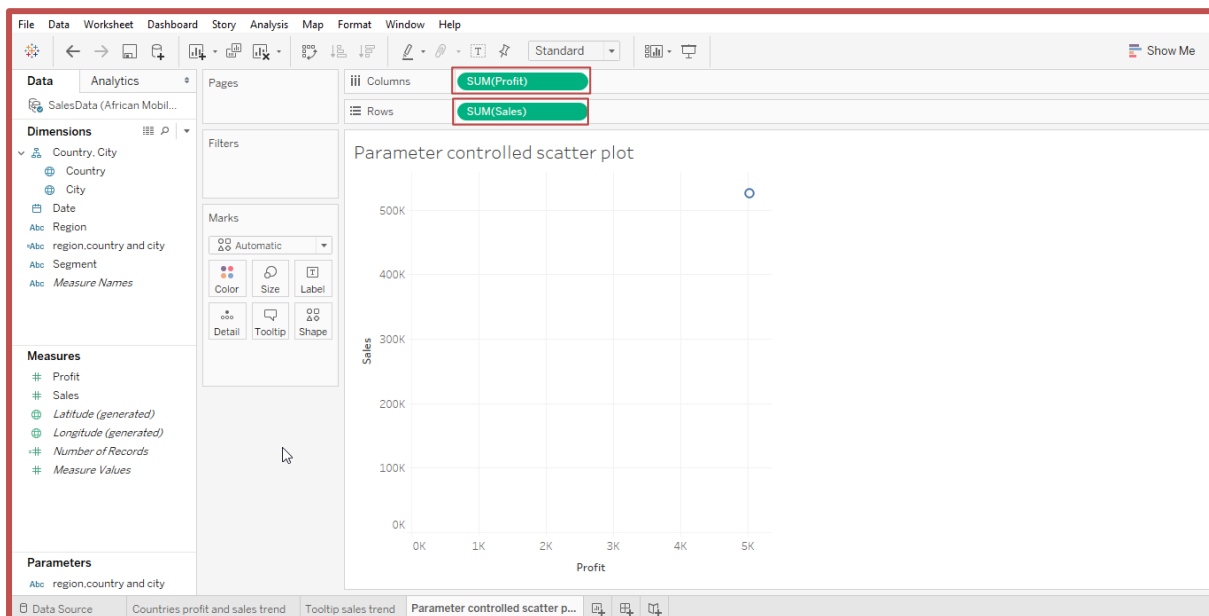 File Data Worksheet Dashboard Story Analysis Map Format Window Help
Standard
Show Me
Data Analytics
SalesData (African Mobil...
Dimensions
Country, City
Country
City
Date
Abc Region
=Abc region,country and city
Abc Segment
Abc Measure Names
Measures
# Profit
# Sales
Latitude (generated)
Longitude (generated)
=# Number of Records
# Measure Values
Parameters
Abc region,country and city
Pages
Filters
Marks
Automatic
Color Size Label
Detail Tooltip Shape
Columns SUM(Profit)
Rows SUM(Sales)
Parameter controlled scatter plot
500K
400K
300K
200K
100K
0K
Sales
0K 1K 2K 3K 4K 5K
Profit
Data Source Countries profit and sales trend Tooltip sales trend Parameter controlled scatter p...